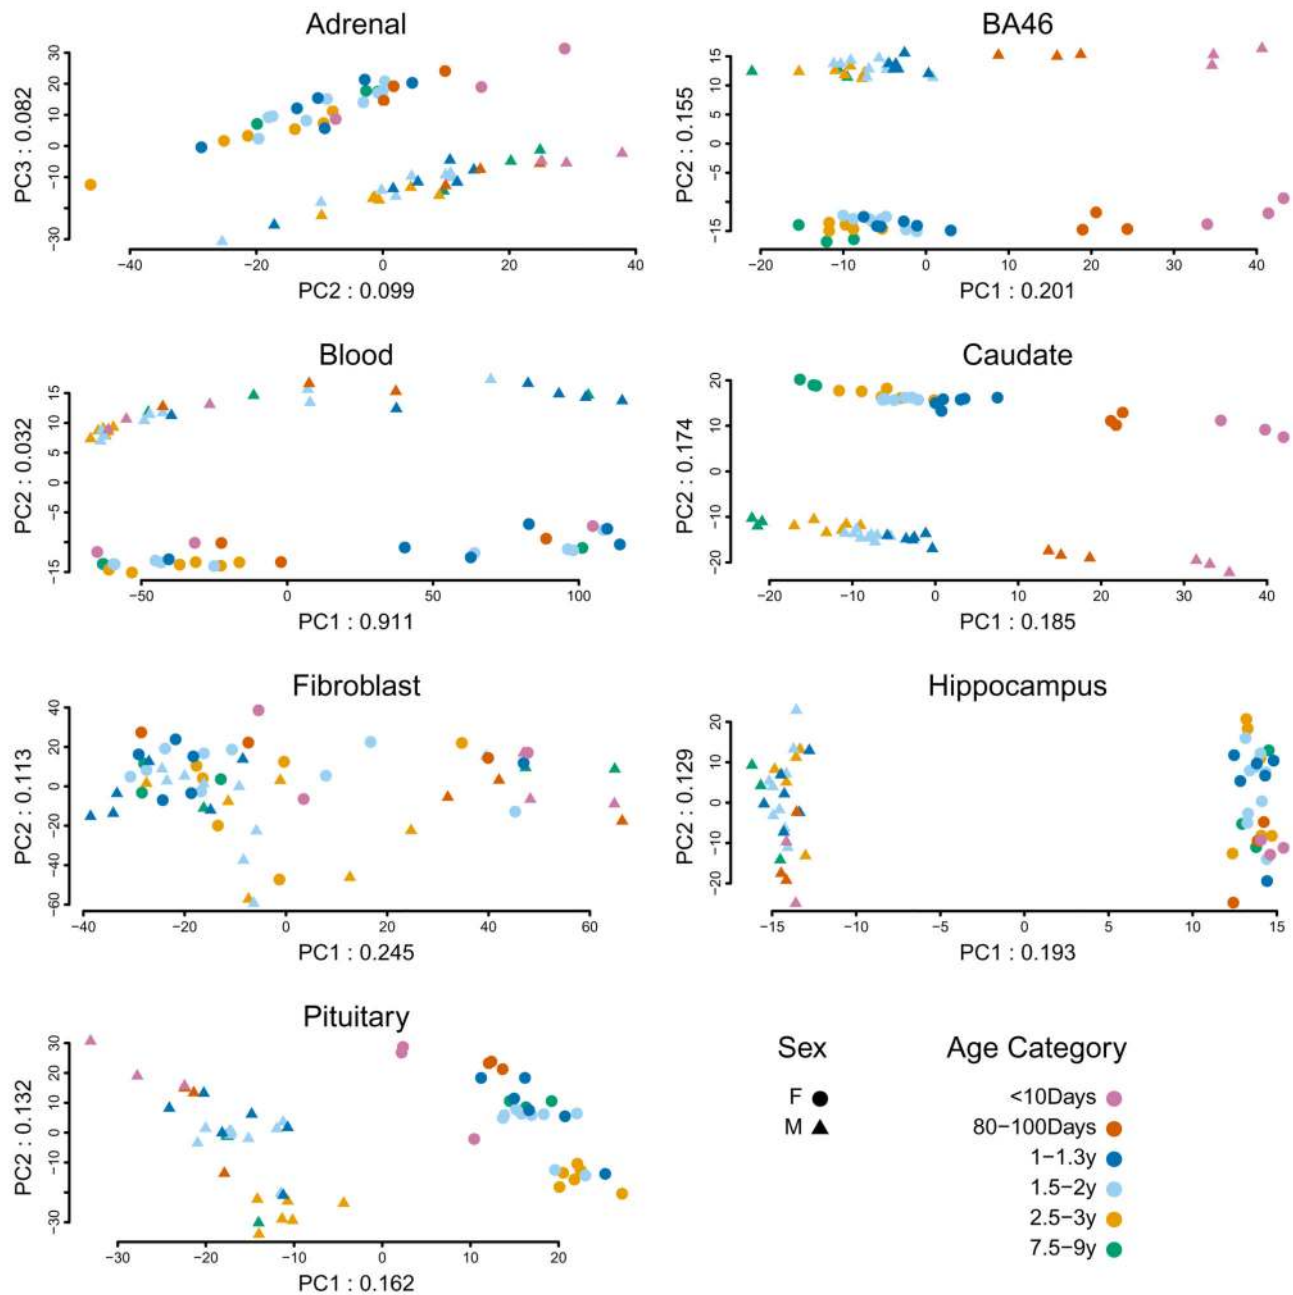 Adrenal
PC3 : 0.082
30
20
10
0
−10
−30
−40
−20
0
20
40
PC2 : 0.099
BA46
PC2 : 0.155
15
10
5
0
−5
−15
−20
−10
0
10
20
30
40
PC1 : 0.201
Blood
PC2 : 0.032
15
10
5
0
−5
−15
−50
0
50
100
PC1 : 0.911
Caudate
PC2 : 0.174
20
10
0
−10
−20
−20
−10
0
10
20
30
40
PC1 : 0.185
Fibroblast
PC2 : 0.113
40
20
0
−20
−40
−60
−40
−20
0
20
40
60
PC1 : 0.245
Hippocampus
PC2 : 0.129
20
10
0
−10
−20
−15
−10
−5
0
5
10
15
PC1 : 0.193
Pituitary
PC2 : 0.132
30
20
10
0
−10
−30
−30
−20
−10
0
10
20
PC1 : 0.162
Sex
F
M
Age Category
<10Days
80−100Days
1−1.3y
1.5−2y
2.5−3y
7.5−9y